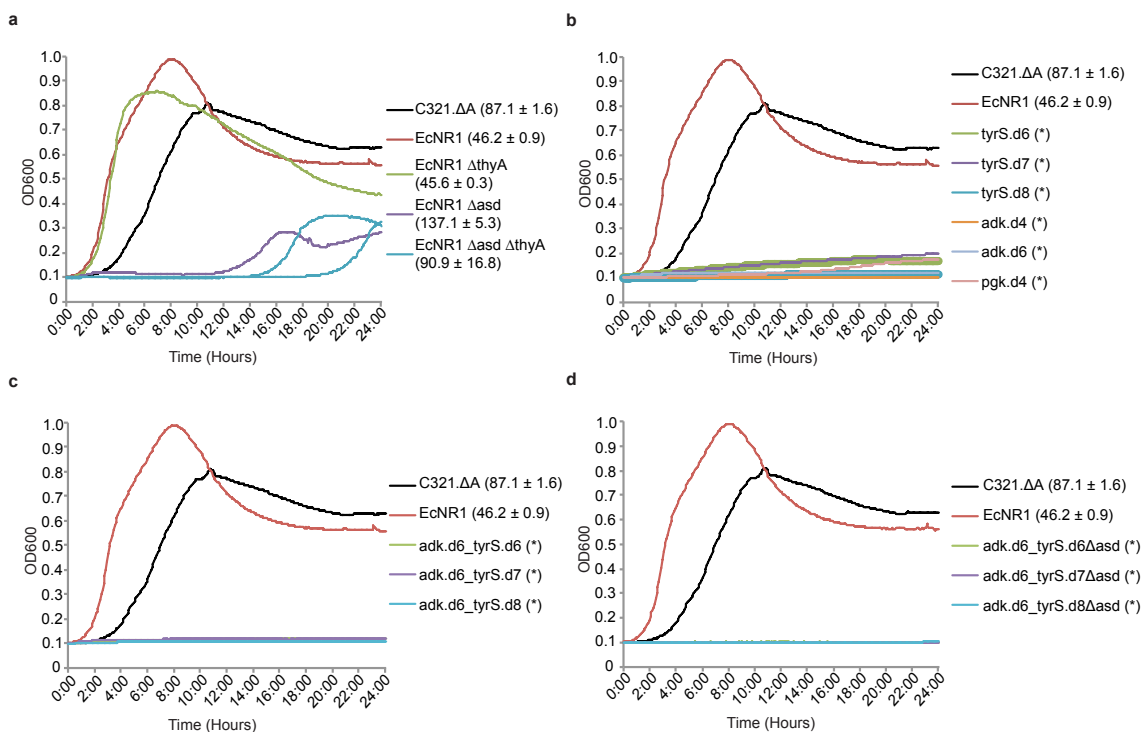 a
OD600
1.0
0.9
0.8
0.7
0.6
0.5
0.4
0.3
0.2
0.1
0
0:00
2:00
4:00
6:00
8:00
10:00
12:00
14:00
16:00
18:00
20:00
22:00
24:00
Time (Hours)
C321.ΔA (87.1 ± 1.6)
EcNR1 (46.2 ± 0.9)
EcNR1 ΔthyA
(45.6 ± 0.3)
EcNR1 Δasd
(137.1 ± 5.3)
EcNR1 Δasd ΔthyA
(90.9 ± 16.8)
b
OD600
1.0
0.9
0.8
0.7
0.6
0.5
0.4
0.3
0.2
0.1
0
0:00
2:00
4:00
6:00
8:00
10:00
12:00
14:00
16:00
18:00
20:00
22:00
24:00
Time (Hours)
C321.ΔA (87.1 ± 1.6)
EcNR1 (46.2 ± 0.9)
tyrS.d6 (*)
tyrS.d7 (*)
tyrS.d8 (*)
adk.d4 (*)
adk.d6 (*)
pgk.d4 (*)
c
OD600
1.0
0.9
0.8
0.7
0.6
0.5
0.4
0.3
0.2
0.1
0
0:00
2:00
4:00
6:00
8:00
10:00
12:00
14:00
16:00
18:00
20:00
22:00
24:00
Time (Hours)
C321.ΔA (87.1 ± 1.6)
EcNR1 (46.2 ± 0.9)
adk.d6_tyrS.d6 (*)
adk.d6_tyrS.d7 (*)
adk.d6_tyrS.d8 (*)
d
OD600
1.0
0.9
0.8
0.7
0.6
0.5
0.4
0.3
0.2
0.1
0
0:00
2:00
4:00
6:00
8:00
10:00
12:00
14:00
16:00
18:00
20:00
22:00
24:00
Time (Hours)
C321.ΔA (87.1 ± 1.6)
EcNR1 (46.2 ± 0.9)
adk.d6_tyrS.d6Δasd (*)
adk.d6_tyrS.d7Δasd (*)
adk.d6_tyrS.d8Δasd (*)